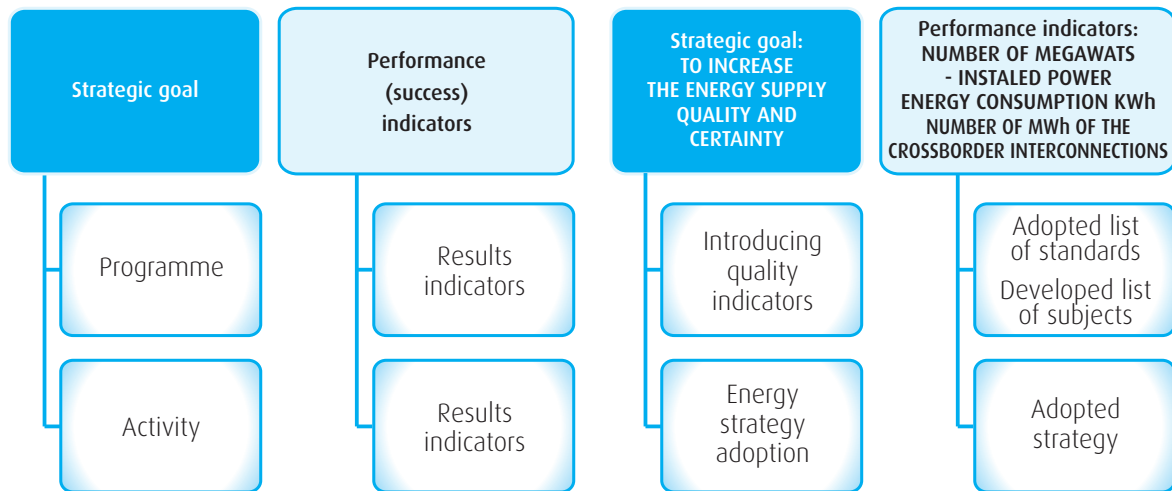 Strategic goal
Performance
(success)
indicators
Strategic goal:
TO INCREASE
THE ENERGY SUPPLY
QUALITY AND
CERTAINTY
Performance indicators:
NUMBER OF MEGAWATS
- INSTALED POWER
ENERGY CONSUMPTION KWh
NUMBER OF MWh OF THE
CROSSBORDER INTERCONNECTIONS
Programme
Results
indicators
Introducing
quality
indicators
Adopted list
of standards
Developed list
of subjects
Activity
Results
indicators
Energy
strategy
adoption
Adopted
strategy